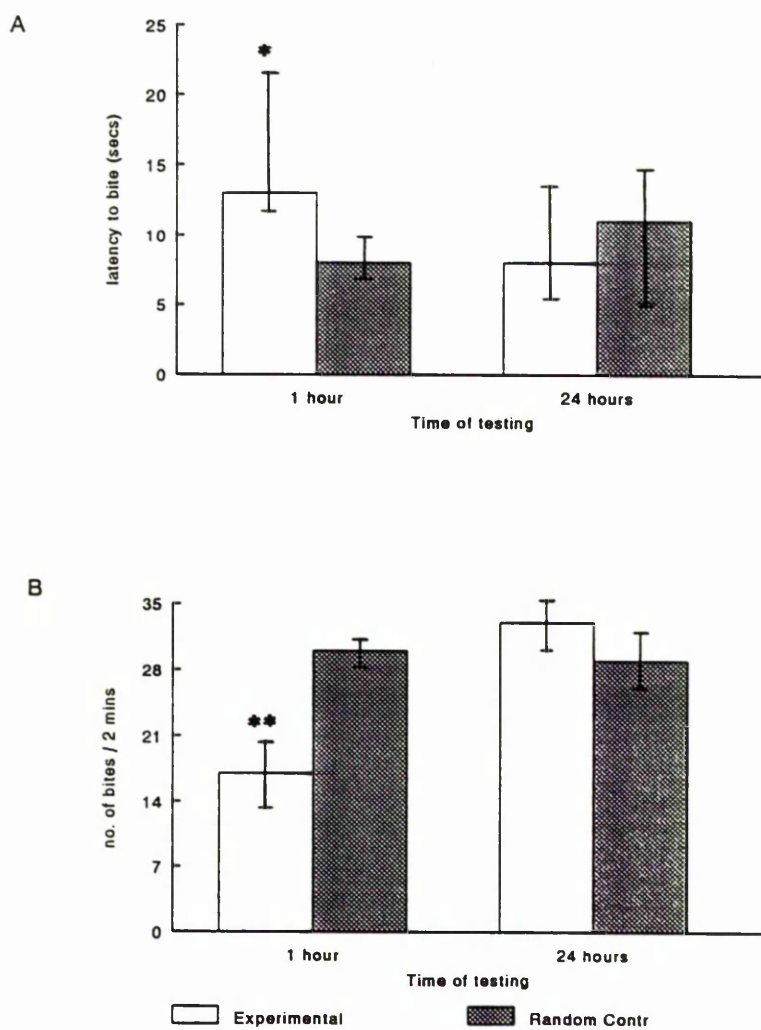 A
latency to bite (secs)
25
20
15
10
5
0
*
1 hour
24 hours
Time of testing
B
no. of bites / 2 mins
35
28
21
14
7
0
**
1 hour
24 hours
Time of testing
Experimental
Random Contr